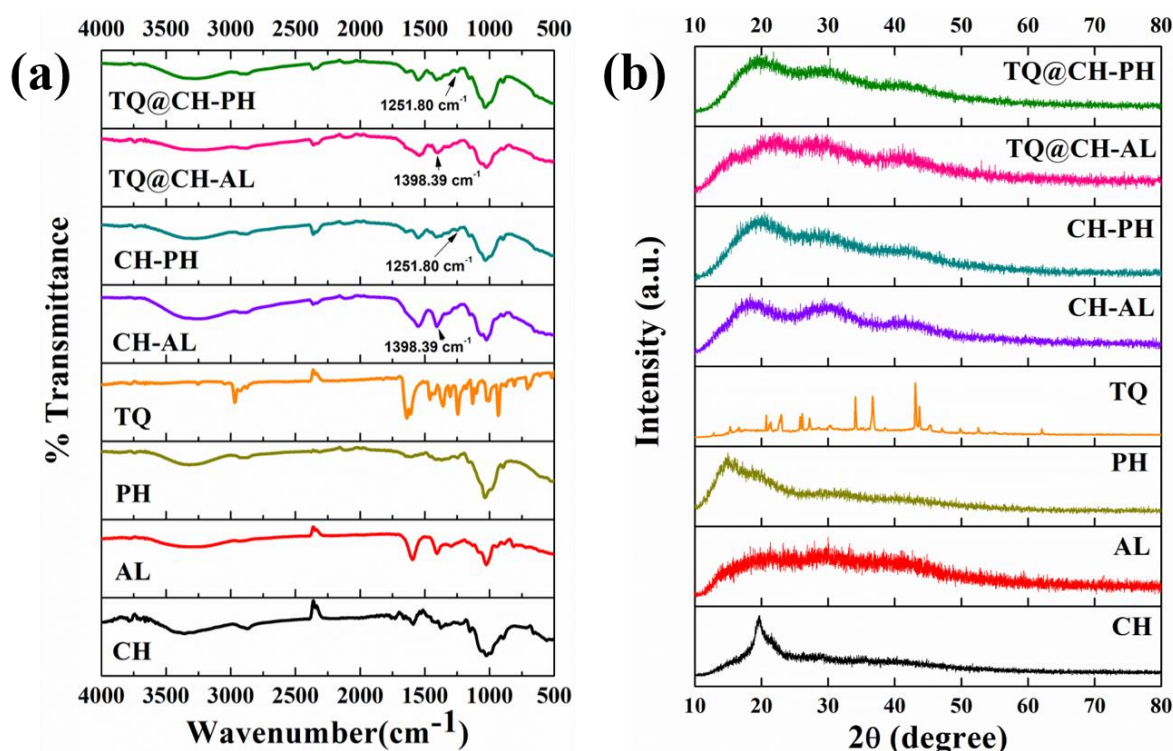 (a)
4000 3500 3000 2500 2000 1500 1000 500
TQ@CH-PH
1251.80 cm⁻¹
TQ@CH-AL
1398.39 cm⁻¹
CH-PH
1251.80 cm⁻¹
CH-AL
1398.39 cm⁻¹
TQ
PH
AL
CH
% Transmittance
4000 3500 3000 2500 2000 1500 1000 500
Wavenumber(cm⁻¹)
(b)
10 20 30 40 50 60 70 80
TQ@CH-PH
TQ@CH-AL
CH-PH
CH-AL
TQ
PH
AL
CH
Intensity (a.u.)
10 20 30 40 50 60 70 80
2θ (degree)